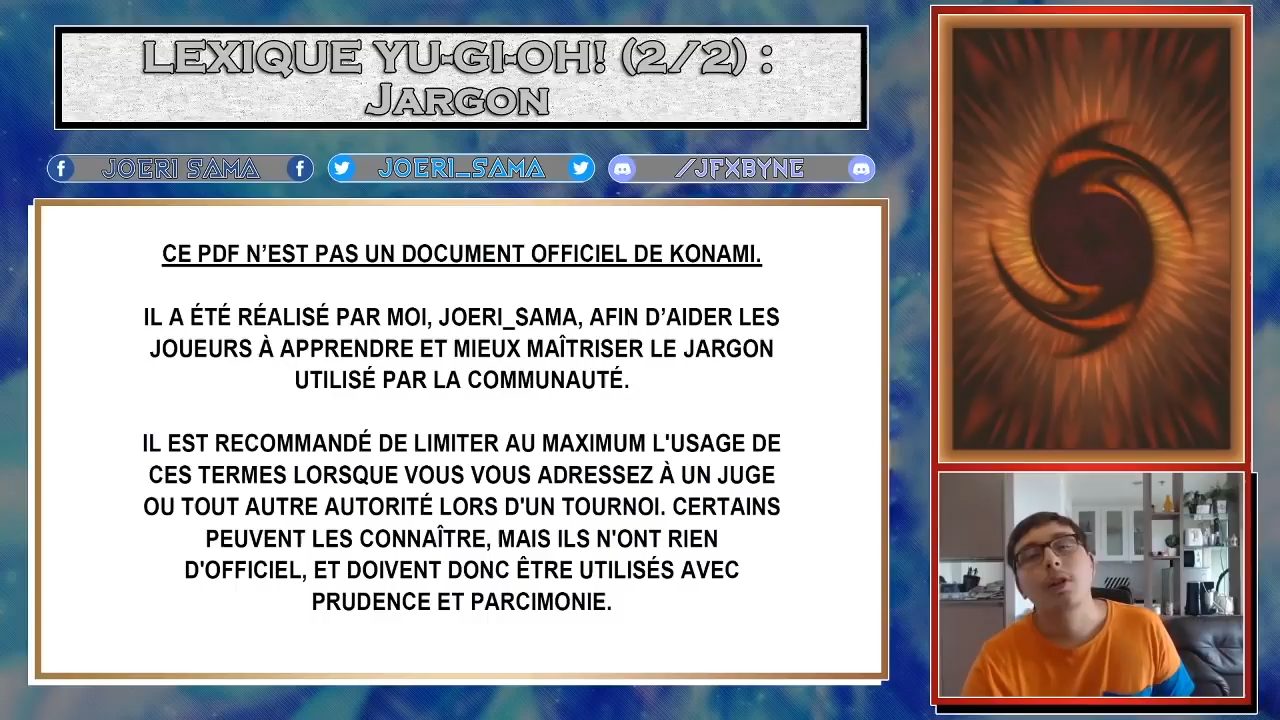 LEXIQUE YU-GI-OH! (2/2) :
JARGON
JOERI SAMA
JOERI_SAMA
/JFXBYNE
CE PDF N’EST PAS UN DOCUMENT OFFICIEL DE KONAMI.
IL A ÉTÉ RÉALISÉ PAR MOI, JOERI_SAMA, AFIN D’AIDER LES
JOUEURS À APPRENDRE ET MIEUX MAÎTRISER LE JARGON
UTILISÉ PAR LA COMMUNAUTÉ.
IL EST RECOMMANDÉ DE LIMITER AU MAXIMUM L'USAGE DE
CES TERMES LORSQUE VOUS VOUS ADRESSEZ À UN JUGE
OU TOUT AUTRE AUTORITÉ LORS D'UN TOURNOI. CERTAINS
PEUVENT LES CONNAÎTRE, MAIS ILS N'ONT RIEN
D'OFFICIEL, ET DOIVENT DONC ÊTRE UTILISÉS AVEC
PRUDENCE ET PARCIMONIE.